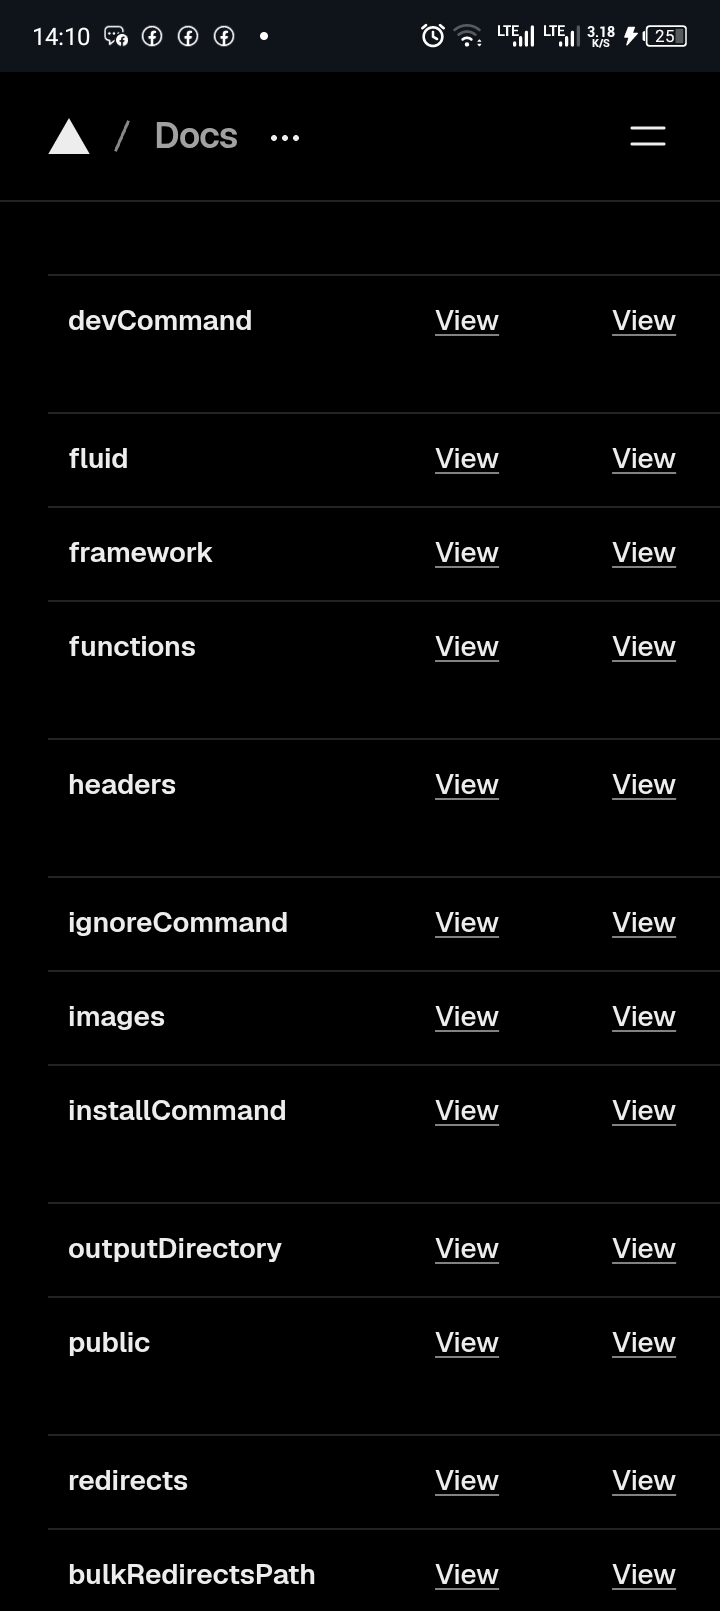 14:10 LTE LTE 3.18 K/S 25
/ Docs ...
devCommand View View
fluid View View
framework View View
functions View View
headers View View
ignoreCommand View View
images View View
installCommand View View
outputDirectory View View
public View View
redirects View View
bulkRedirectsPath View View